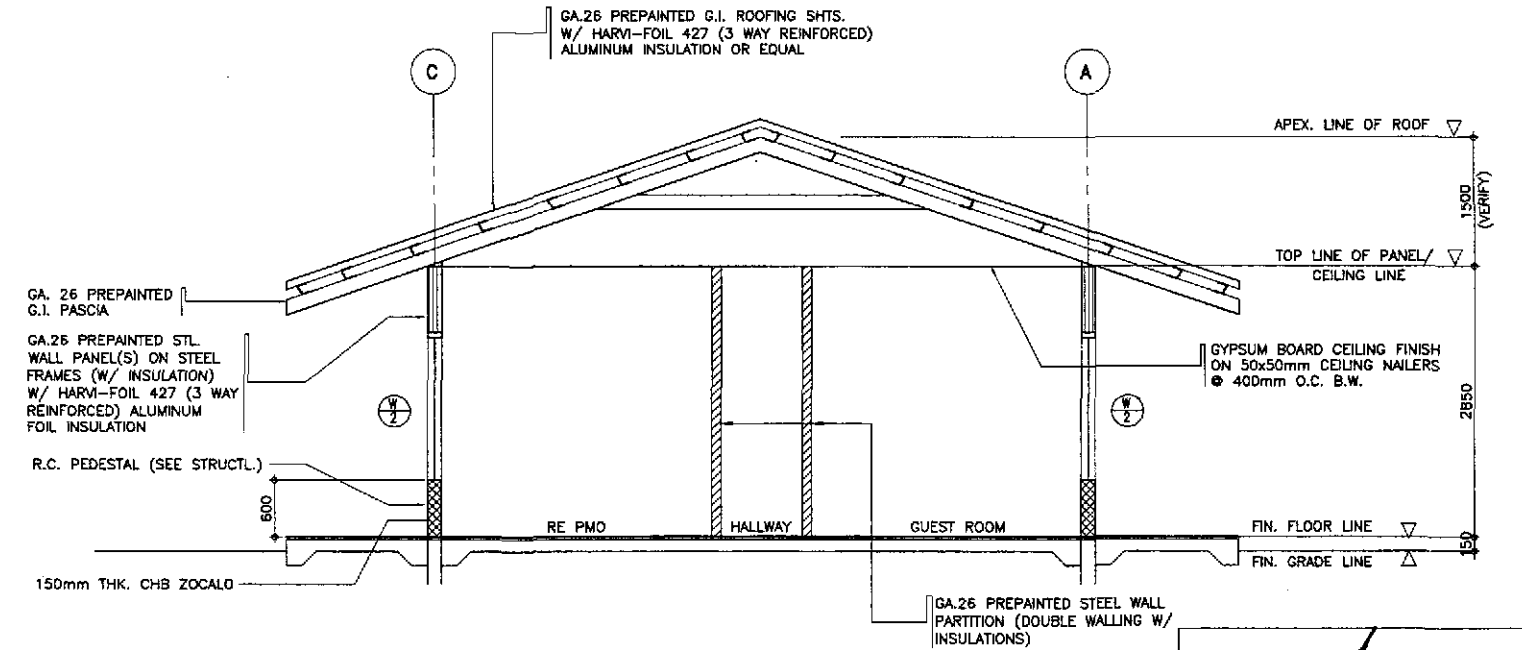 GA.26 PREPAINTED G.I. ROOFING SHTS.
W/ HARVI-FOIL 427 (3 WAY REINFORCED)
ALUMINUM INSULATION OR EQUAL
C
A
APEX. LINE OF ROOF
1500
(VERIFY)
TOP LINE OF PANEL/
CEILING LINE
GA. 26 PREPAINTED
G.I. PASCIA
GA.26 PREPAINTED STL.
WALL PANEL(S) ON STEEL
FRAMES (W/ INSULATION)
W/ HARVI-FOIL 427 (3 WAY
REINFORCED) ALUMINUM
FOIL INSULATION
W
2
W
2
GYPSUM BOARD CEILING FINISH
ON 50x50mm CEILING NAILERS
@ 400mm O.C. B.W.
2850
R.C. PEDESTAL (SEE STRUCTL.)
600
RE PMO
HALLWAY
GUEST ROOM
FIN. FLOOR LINE
150
FIN. GRADE LINE
150mm THK. CHB ZOCALO
GA.26 PREPAINTED STEEL WALL
PARTITION (DOUBLE WALLING W/
INSULATIONS)